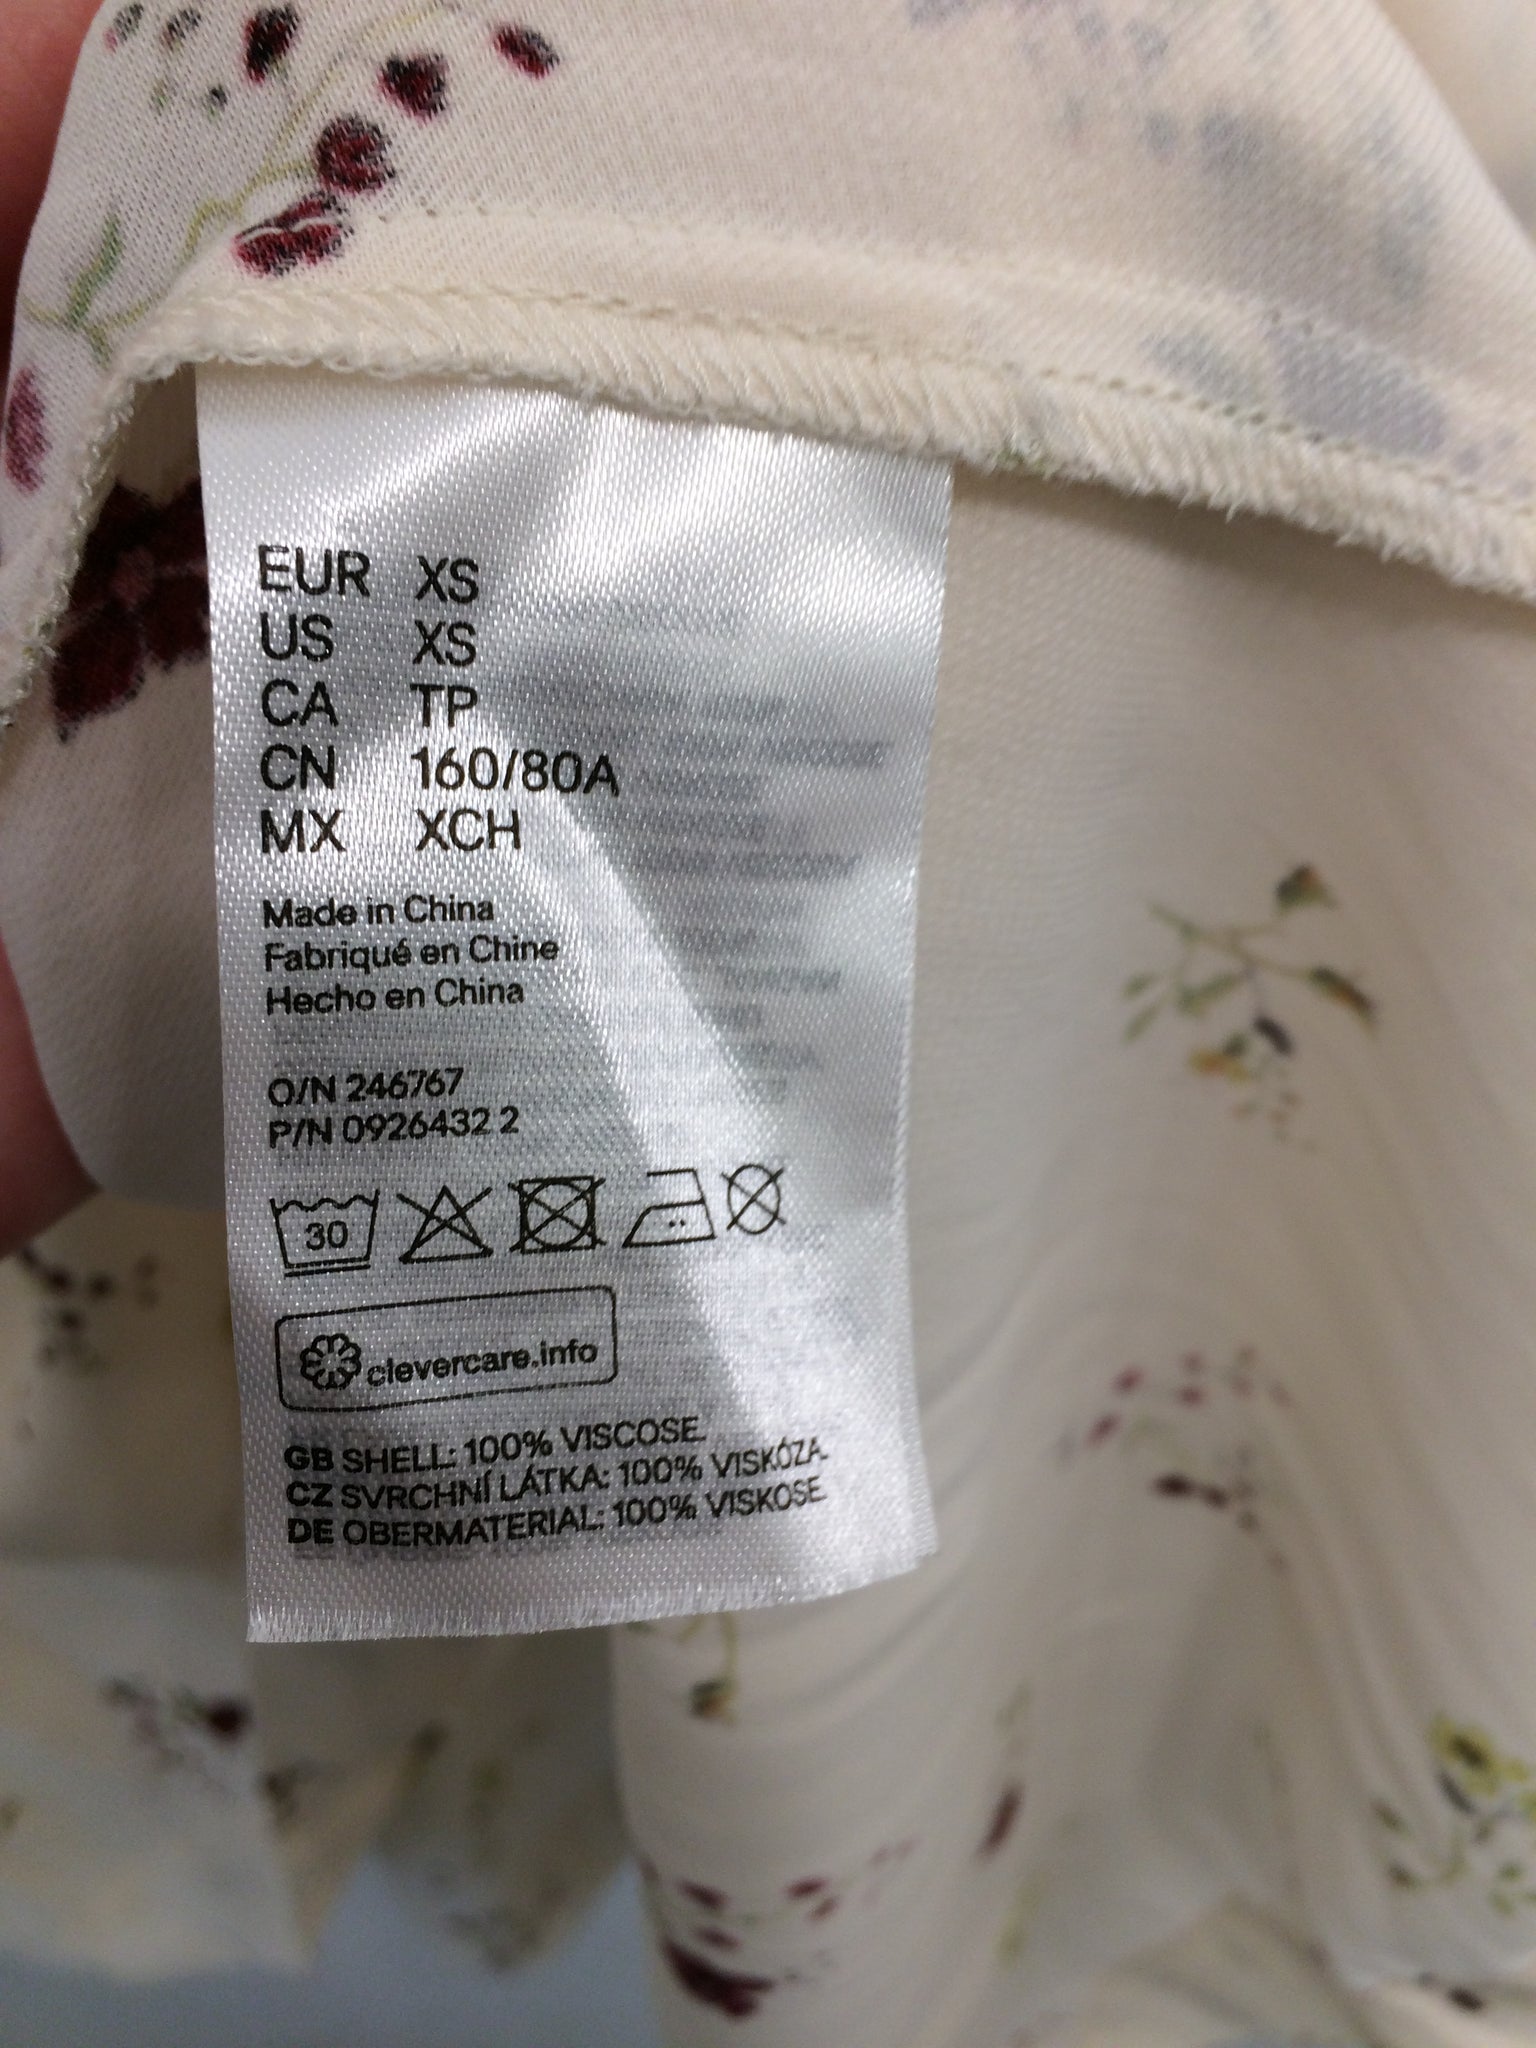 EUR XS
US XS
CA TP
CN 160/80A
MX XCH
Made in China
Fabriqué en Chine
Hecho en China
O/N 246767
P/N 0926432 2
30
clevercare.info
GB SHELL: 100% VISCOSE
CZ SVRCHNÍ LÁTKA: 100% VISKÓZA
DE OBERMATERIAL: 100% VISKOSE